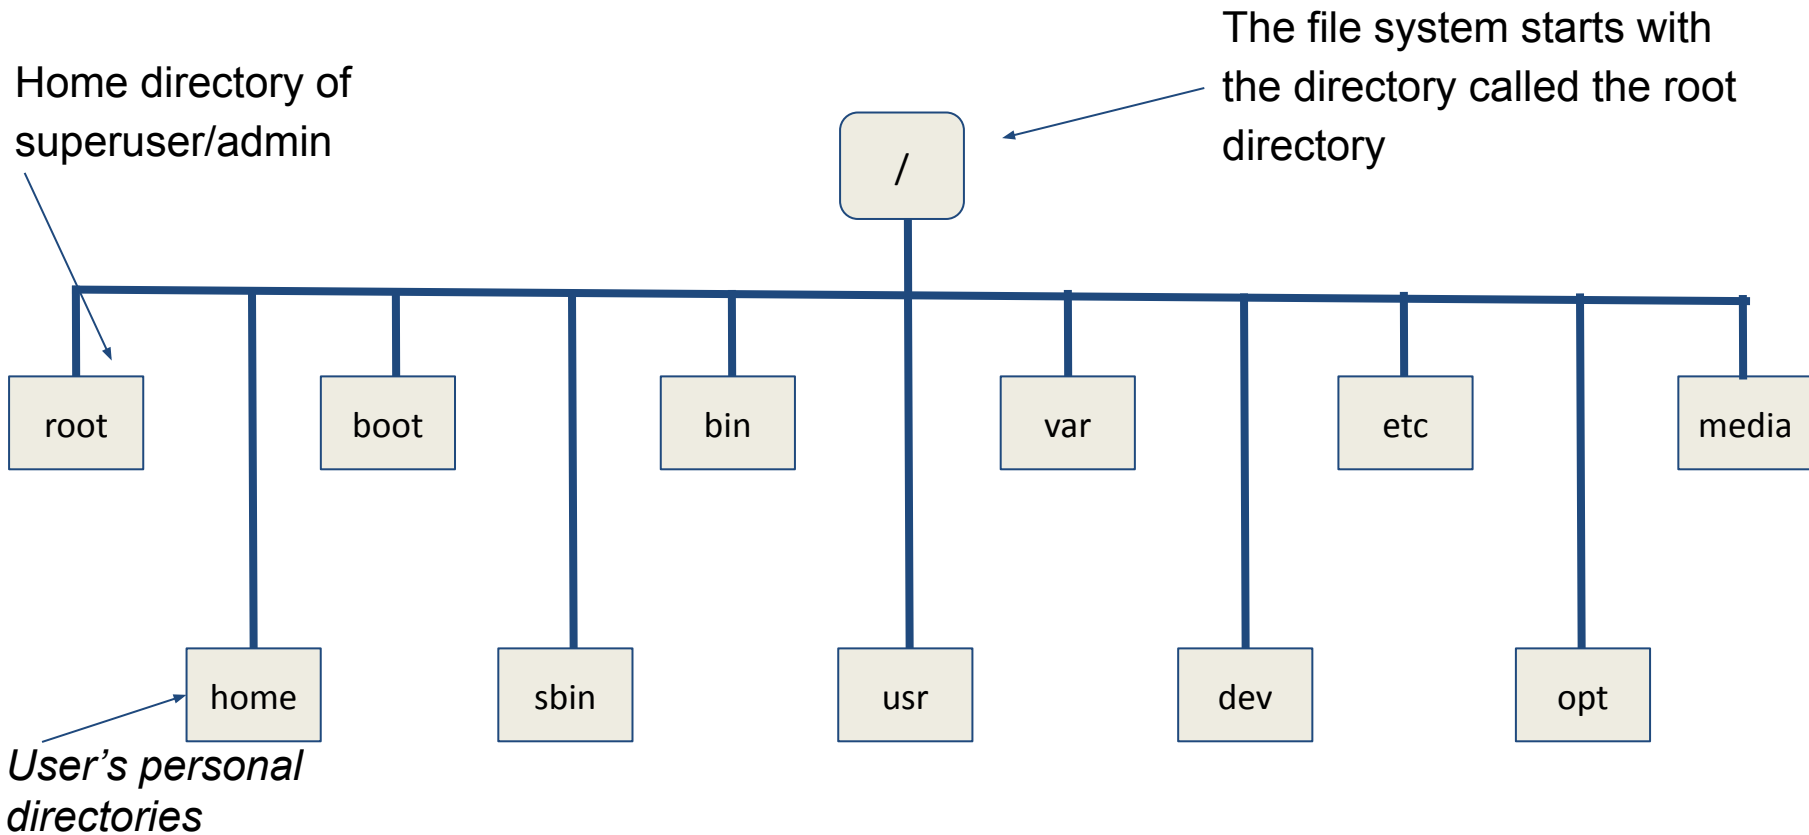 The file system starts with
the directory called the root
directory
Home directory of
superuser/admin
/
root
boot
bin
var
etc
media
home
sbin
usr
dev
opt
User’s personal
directories